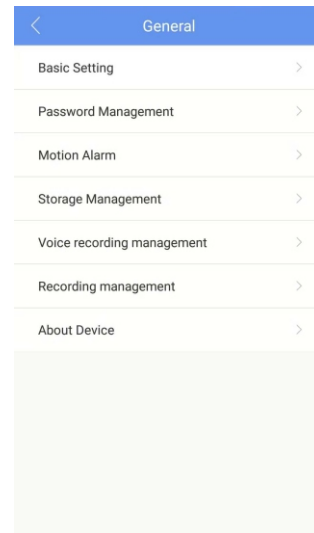 General
Basic Setting
Password Management
Motion Alarm
Storage Management
Voice recording management
Recording management
About Device